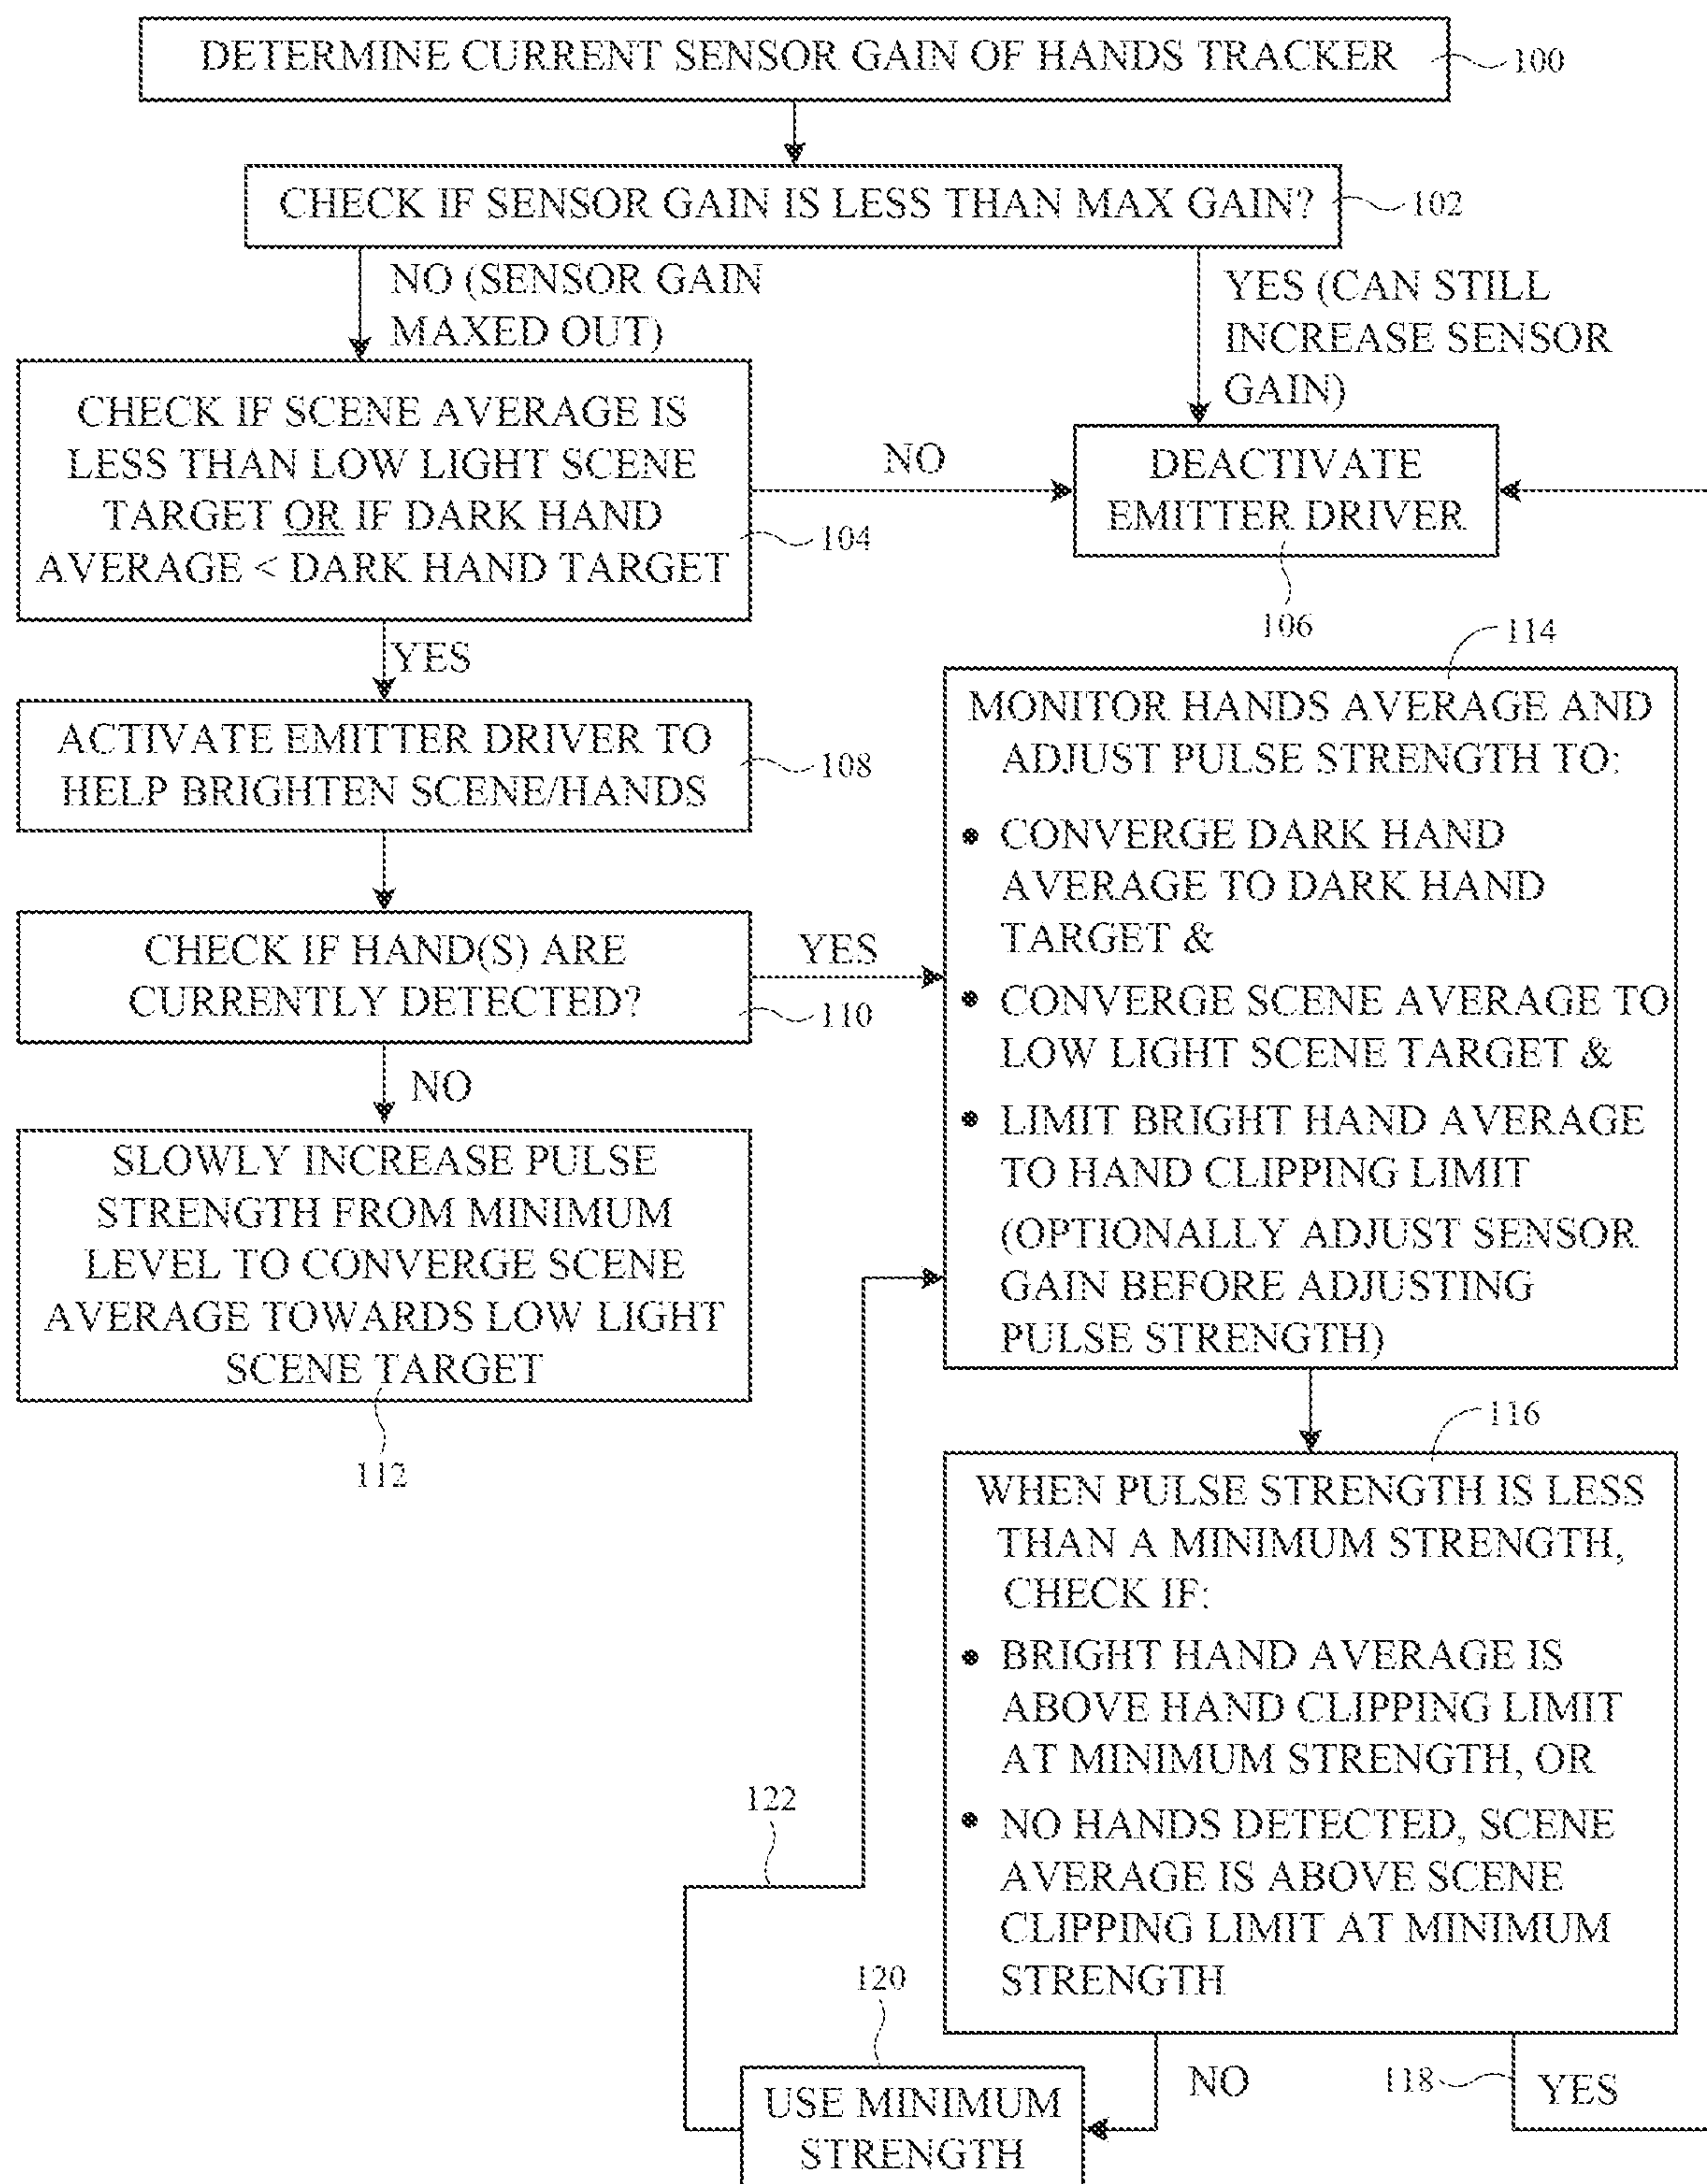 DETERMINE CURRENT SENSOR GAIN OF HANDS TRACKER
100
CHECK IF SENSOR GAIN IS LESS THAN MAX GAIN?
102
NO (SENSOR GAIN
MAXED OUT)
YES (CAN STILL
INCREASE SENSOR
GAIN)
CHECK IF SCENE AVERAGE IS
LESS THAN LOW LIGHT SCENE
TARGET OR IF DARK HAND
AVERAGE < DARK HAND TARGET
104
NO
DEACTIVATE
EMITTER DRIVER
106
YES
ACTIVATE EMITTER DRIVER TO
HELP BRIGHTEN SCENE/HANDS
108
CHECK IF HAND(S) ARE
CURRENTLY DETECTED?
110
YES
NO
SLOWLY INCREASE PULSE
STRENGTH FROM MINIMUM
LEVEL TO CONVERGE SCENE
AVERAGE TOWARDS LOW LIGHT
SCENE TARGET
112
114
MONITOR HANDS AVERAGE AND
ADJUST PULSE STRENGTH TO:
• CONVERGE DARK HAND
AVERAGE TO DARK HAND
TARGET &
• CONVERGE SCENE AVERAGE TO
LOW LIGHT SCENE TARGET &
• LIMIT BRIGHT HAND AVERAGE
TO HAND CLIPPING LIMIT
(OPTIONALLY ADJUST SENSOR
GAIN BEFORE ADJUSTING
PULSE STRENGTH)
116
WHEN PULSE STRENGTH IS LESS
THAN A MINIMUM STRENGTH,
CHECK IF:
• BRIGHT HAND AVERAGE IS
ABOVE HAND CLIPPING LIMIT
AT MINIMUM STRENGTH, OR
• NO HANDS DETECTED, SCENE
AVERAGE IS ABOVE SCENE
CLIPPING LIMIT AT MINIMUM
STRENGTH
122
120
USE MINIMUM
STRENGTH
NO
118
YES